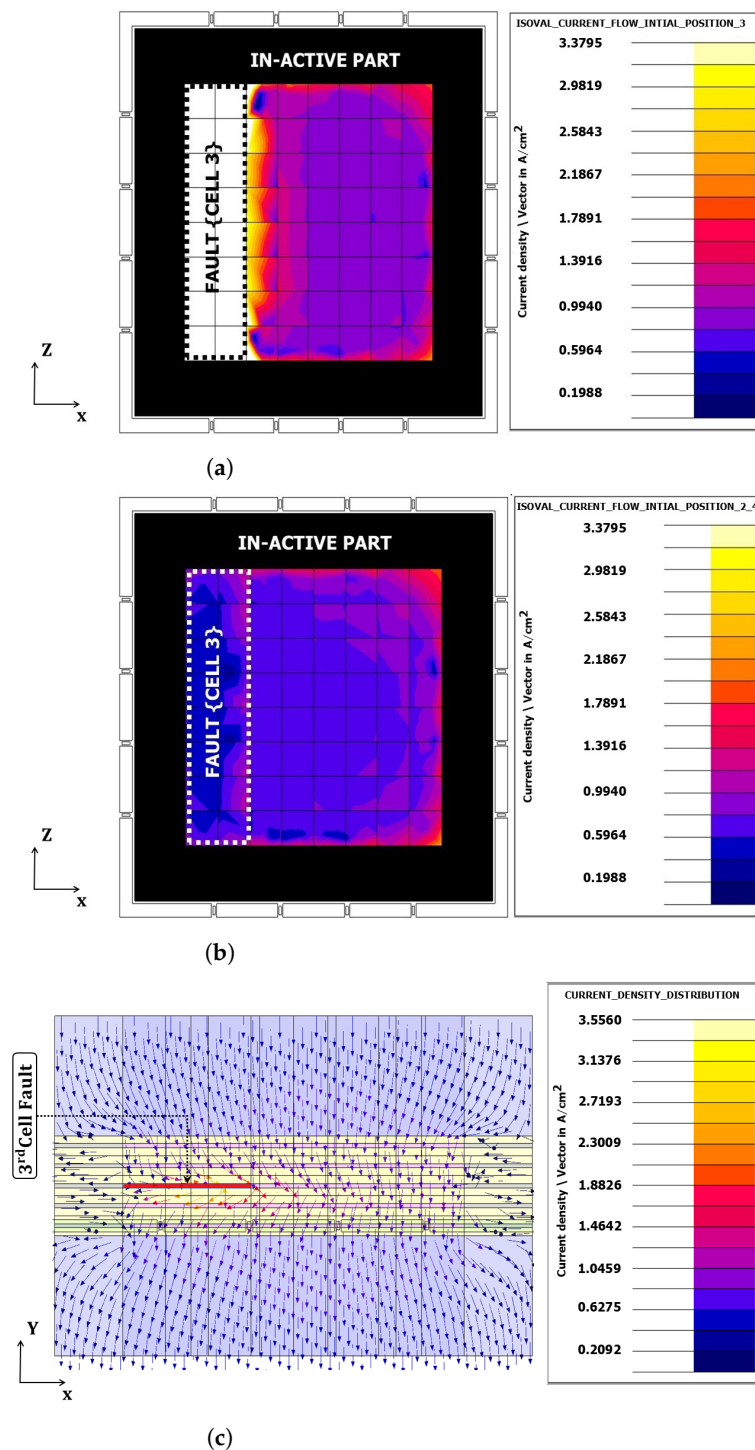 ISOVAL_CURRENT_FLOW_INTIAL_POSITION_3
IN-ACTIVE PART
FAULT {CELL 3}
Current density \ Vector in A/cm²
3.3795
2.9819
2.5843
2.1867
1.7891
1.3916
0.9940
0.5964
0.1988
Z
x
(a)
ISOVAL_CURRENT_FLOW_INTIAL_POSITION_2_4
IN-ACTIVE PART
FAULT {CELL 3}
Current density \ Vector in A/cm²
3.3795
2.9819
2.5843
2.1867
1.7891
1.3916
0.9940
0.5964
0.1988
Z
x
(b)
CURRENT_DENSITY_DISTRIBUTION
3rdCell Fault
Current density \ Vector in A/cm²
3.5560
3.1376
2.7193
2.3009
1.8826
1.4642
1.0459
0.6275
0.2092
Y
x
(c)